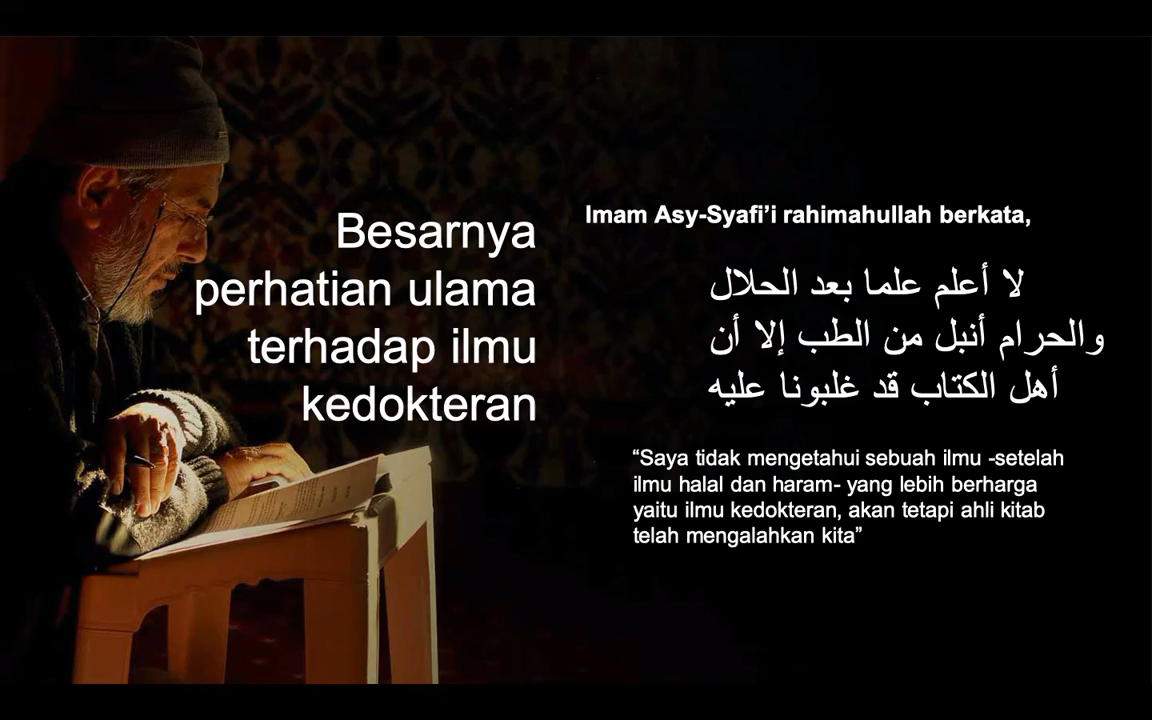 Besarnya
perhatian ulama
terhadap ilmu
kedokteran
Imam Asy-Syafi’i rahimahullah berkata,
لا أعلم علما بعد الحلال
والحرام أنبل من الطب إلا أن
أهل الكتاب قد غلبونا عليه
“Saya tidak mengetahui sebuah ilmu -setelah
ilmu halal dan haram- yang lebih berharga
yaitu ilmu kedokteran, akan tetapi ahli kitab
telah mengalahkan kita”